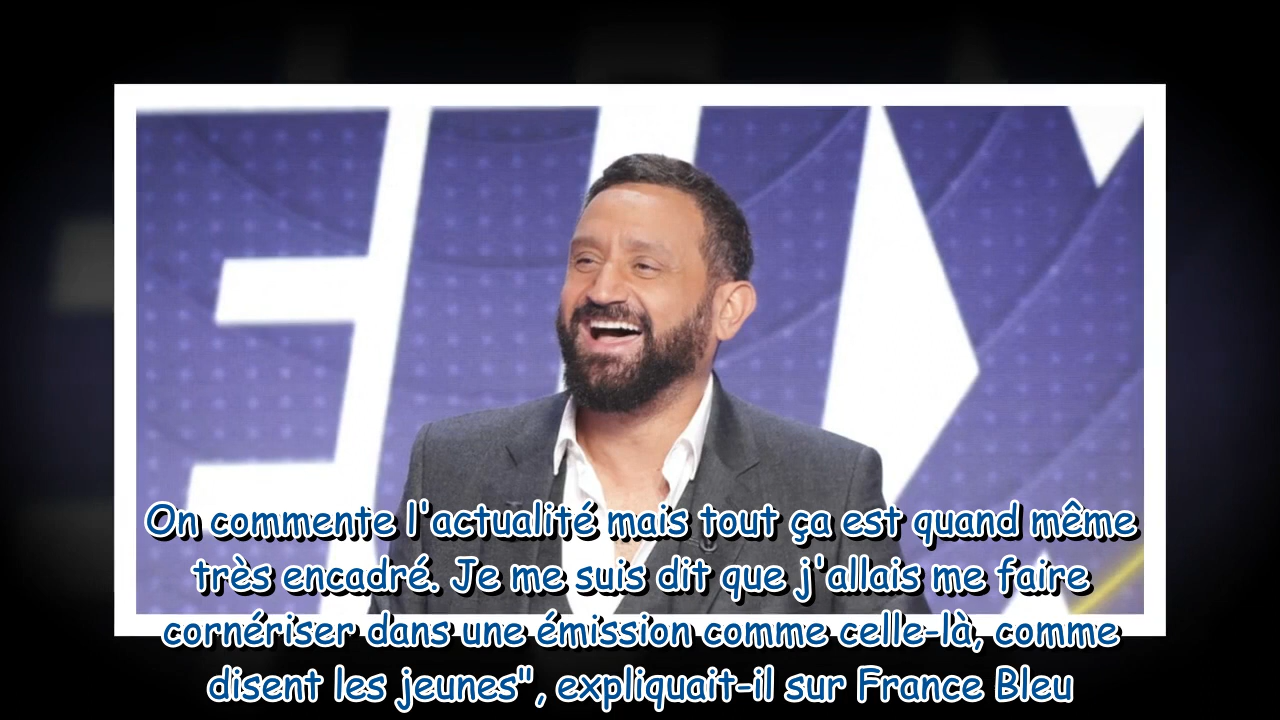 On commente l'actualité mais tout ça est quand même
très encadré. Je me suis dit que j'allais me faire
cornériser dans une émission comme celle-là, comme
disent les jeunes", expliquait-il sur France Bleu